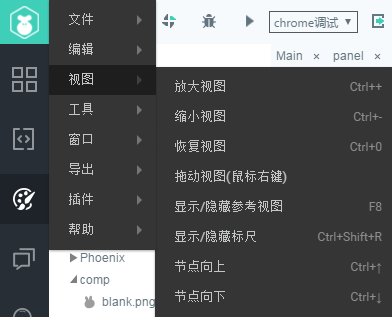 文件
编辑
视图
工具
窗口
导出
插件
帮助
chrome调试
Main × panel ×
放大视图 Ctrl++
缩小视图 Ctrl+-
恢复视图 Ctrl+0
拖动视图(鼠标右键)
显示/隐藏参考视图 F8
显示/隐藏标尺 Ctrl+Shift+R
节点向上 Ctrl+↑
节点向下 Ctrl+↓
Phoenix
comp
blank.png